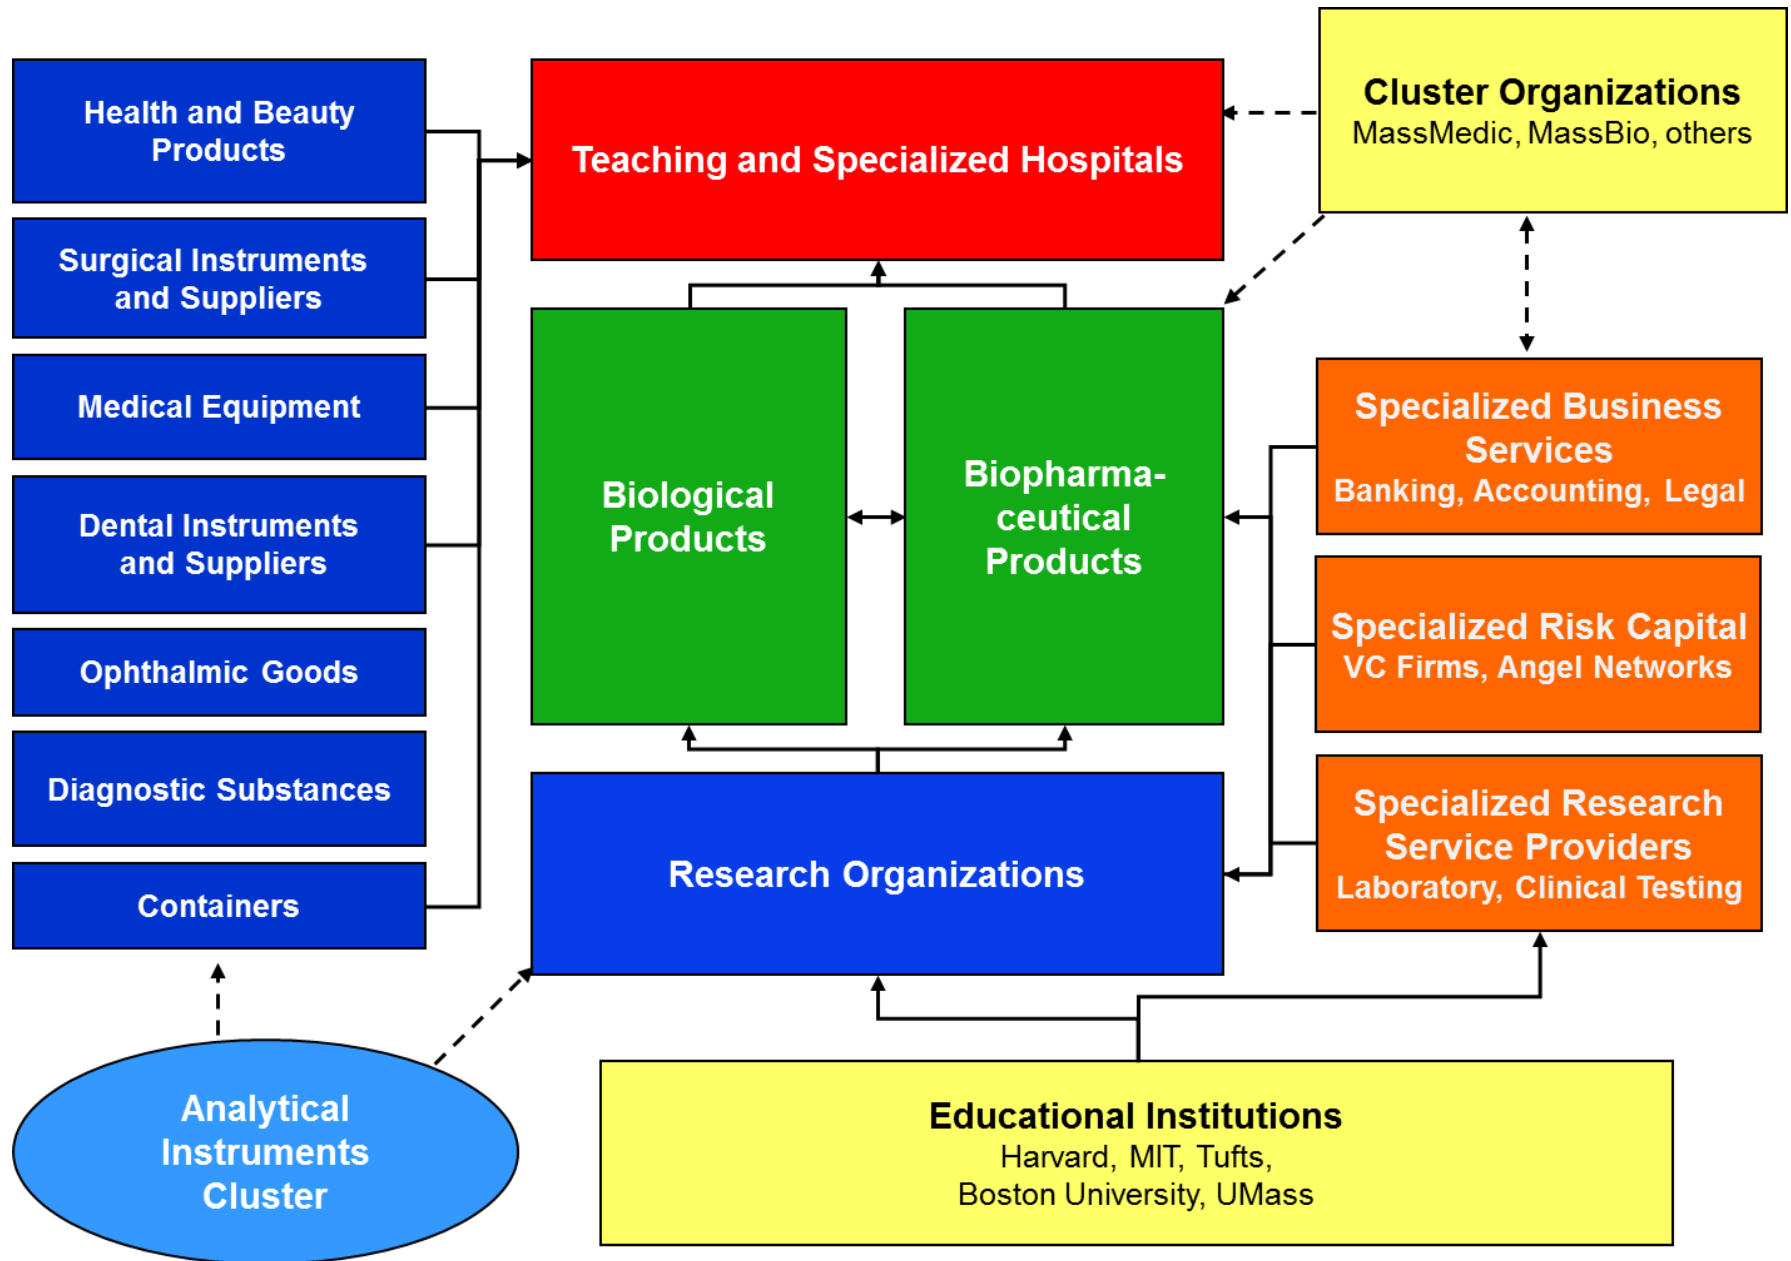 Health and Beauty
Products
Surgical Instruments
and Suppliers
Medical Equipment
Dental Instruments
and Suppliers
Ophthalmic Goods
Diagnostic Substances
Containers
Analytical
Instruments
Cluster
Teaching and Specialized Hospitals
Biological
Products
Biopharma-
ceutical
Products
Research Organizations
Educational Institutions
Harvard, MIT, Tufts,
Boston University, UMass
Cluster Organizations
MassMedic, MassBio, others
Specialized Business
Services
Banking, Accounting, Legal
Specialized Risk Capital
VC Firms, Angel Networks
Specialized Research
Service Providers
Laboratory, Clinical Testing